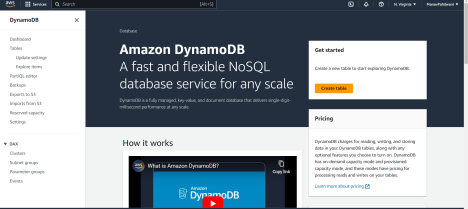 aws
Services
Search
[Alt+S]
N. Virginia
DynamoDB
Dashboard
Tables
Update settings
Explore items
PartiQL editor
Backups
Exports to S3
Imports from S3
Reserved capacity
Settings
DAX
Clusters
Subnet groups
Parameter groups
Events
Database
Amazon DynamoDB
A fast and flexible NoSQL
database service for any scale
DynamoDB is a fully managed, key-value, and document database that delivers single-digit-
millisecond performance at any scale.
Get started
Create a new table to start exploring DynamoDB.
Create table
Pricing
DynamoDB charges for reading, writing, and storing
data in your DynamoDB tables, along with any
optional features you choose to turn on. DynamoDB
has on-demand capacity mode and provisioned
capacity mode, and these modes have pricing for
processing reads and writes on your tables.
Learn more about pricing
How it works
What is Amazon DynamoDB?
Copy link
Amazon
DynamoDB